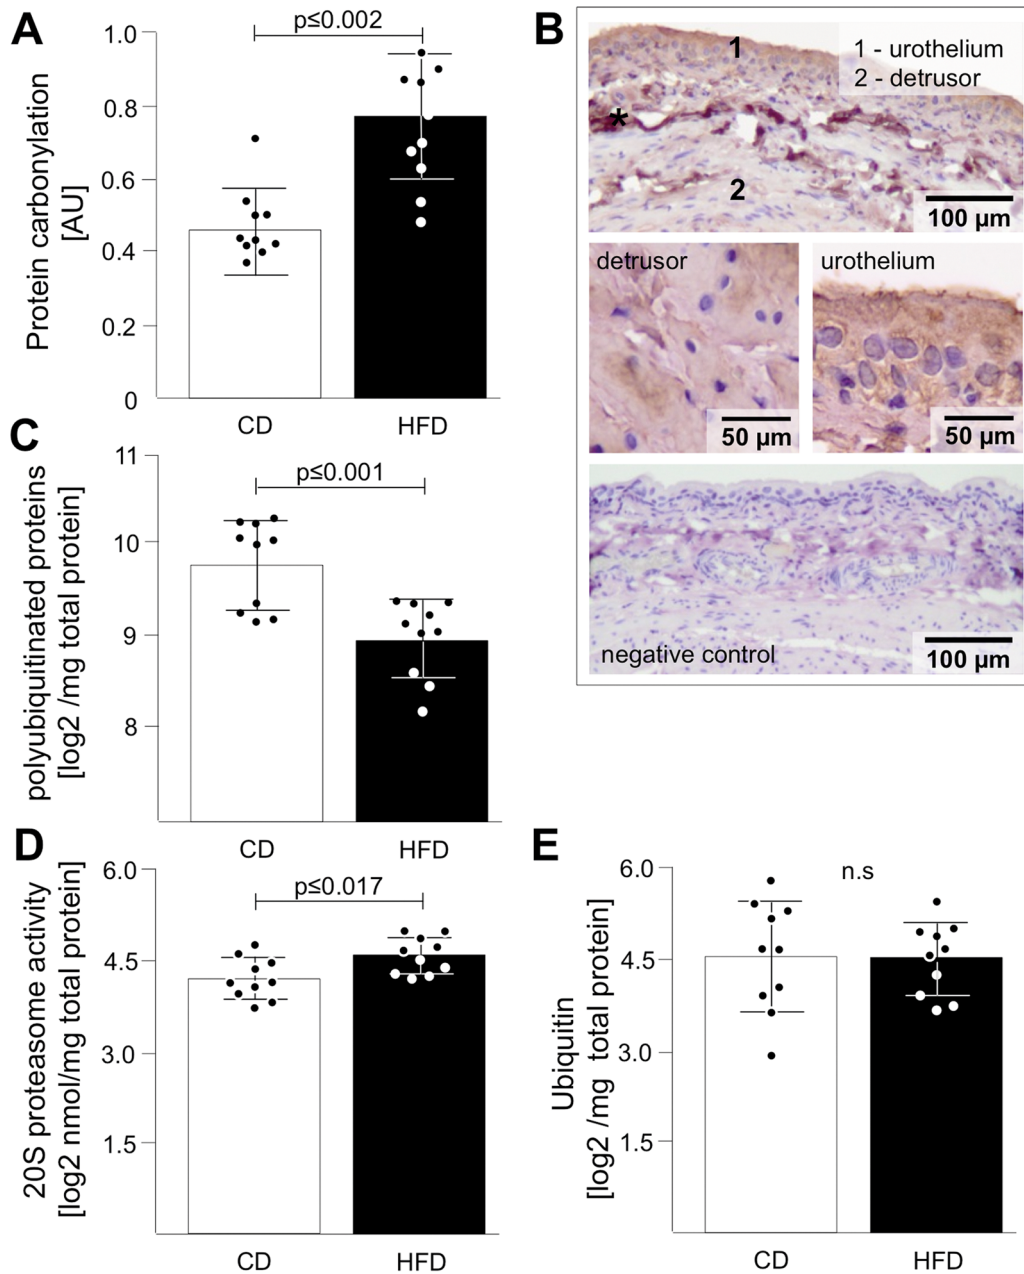 A
Protein carbonylation
[AU]
1.0
0.8
0.6
0.4
0.2
0
p≤0.002
CD
HFD
B
1
1 - urothelium
2 - detrusor
*
2
100 µm
detrusor
50 µm
urothelium
50 µm
negative control
100 µm
C
polyubiquitinated proteins
[log2 /mg total protein]
11
10
9
8
p≤0.001
CD
HFD
D
20S proteasome activity
[log2 nmol/mg total protein]
6.0
4.5
3.0
1.5
p≤0.017
CD
HFD
E
Ubiquitin
[log2 /mg total protein]
6.0
4.5
3.0
1.5
n.s
CD
HFD